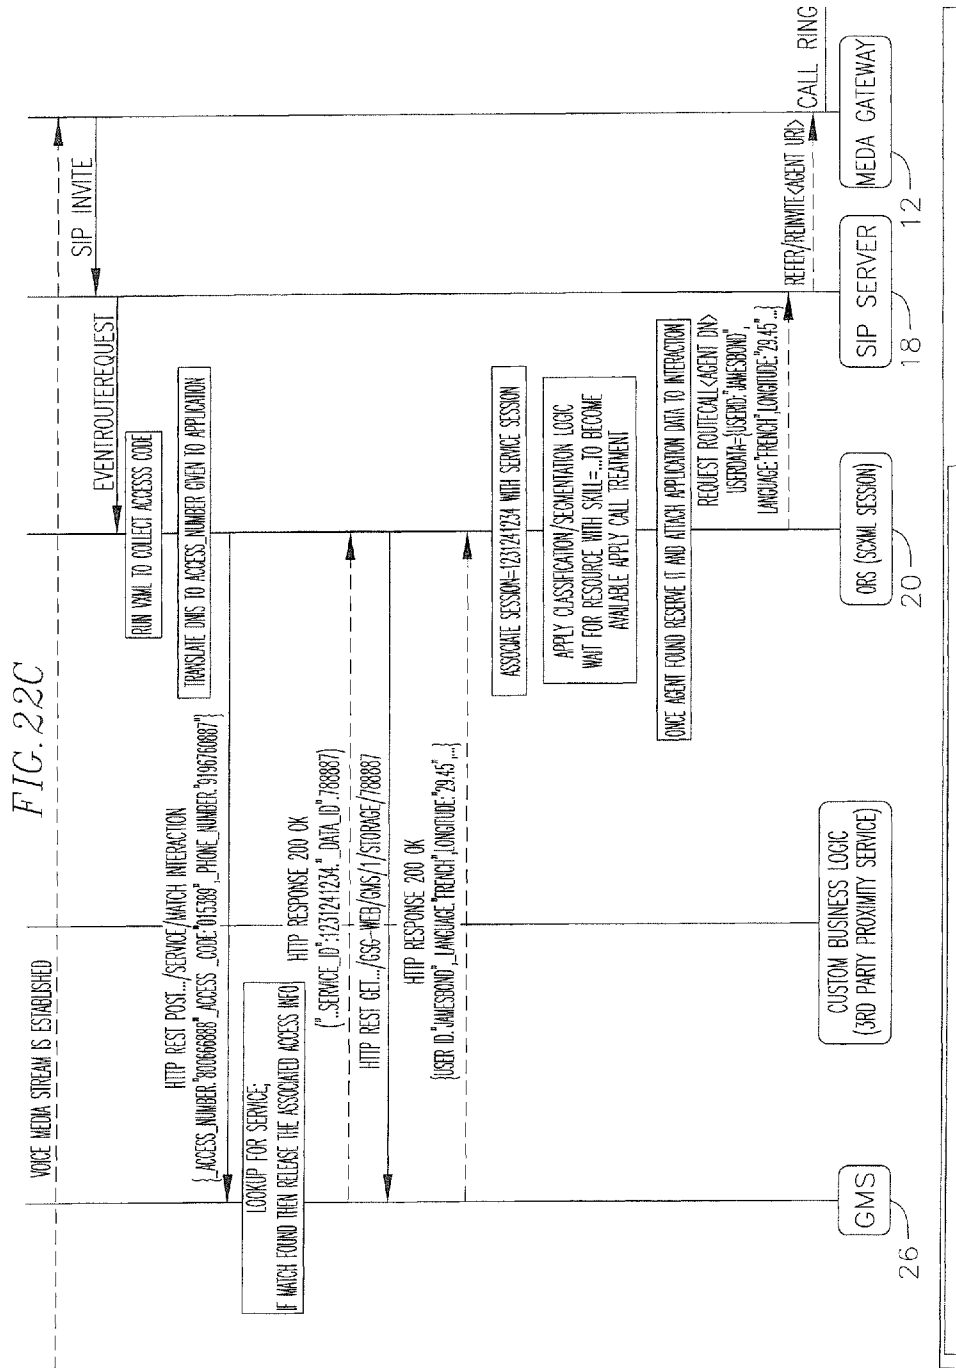 FIG. 22C
VOICE MEDIA STREAM IS ESTABLISHED
SIP INVITE
EVENTROUTEREQUEST
RUN VXML TO COLLECT ACCESSS CODE
TRANSLATE DNIS TO ACCESS_NUMBER GIVEN TO APPLICATION
HTTP REST POST.../SERVICE/MATCH INTERACTION
{_ACCESS_NUMBER:"800666888"_ACCESS _CODE:"015389",_PHONE_NUMBER:"9196760887"}
LOOKUP FOR SERVICE;
IF MATCH FOUND THEN RELEASE THE ASSOCIATED ACCESS INFO
HTTP RESPONSE 200 OK
("..SERVICE_ID":1231241234."_DATA_ID".788887)
HTTP REST GET.../GSG-WEB/GMS/1/STORAGE/788887
HTTP RESPONSE 200 OK
{USER ID."JAMESBOND",_LANGUAGE."FRENCH",LONGITUDE:"29.45",...}
ASSOCIATE SESSION=1231241234 WITH SERVICE SESSION
APPLY CLASSIFICATION/SEGMENTATION LOGIC
WAIT FOR RESOURCE WITH SKILL=...TO BECOME
AVAILABLE APPLY CALL TREATMENT
ONCE AGENT FOUND RESERVE IT AND ATTACH APPLICATION DATA TO INTERACTION
REQUEST ROUTECALL<AGENT DN>
USERDATA={USERID:"JAMESBOND",
LANGUAGE:"FRENCH",LONGITUDE:"29.45"...}
REFER/REINVITE<AGENT URI>
CALL RING
GMS
26
CUSTOM BUSINESS LOGIC
(3RD PARTY PROXIMITY SERVICE)
ORS (SCXML SESSION)
20
SIP SERVER
18
MEDA GATEWAY
12